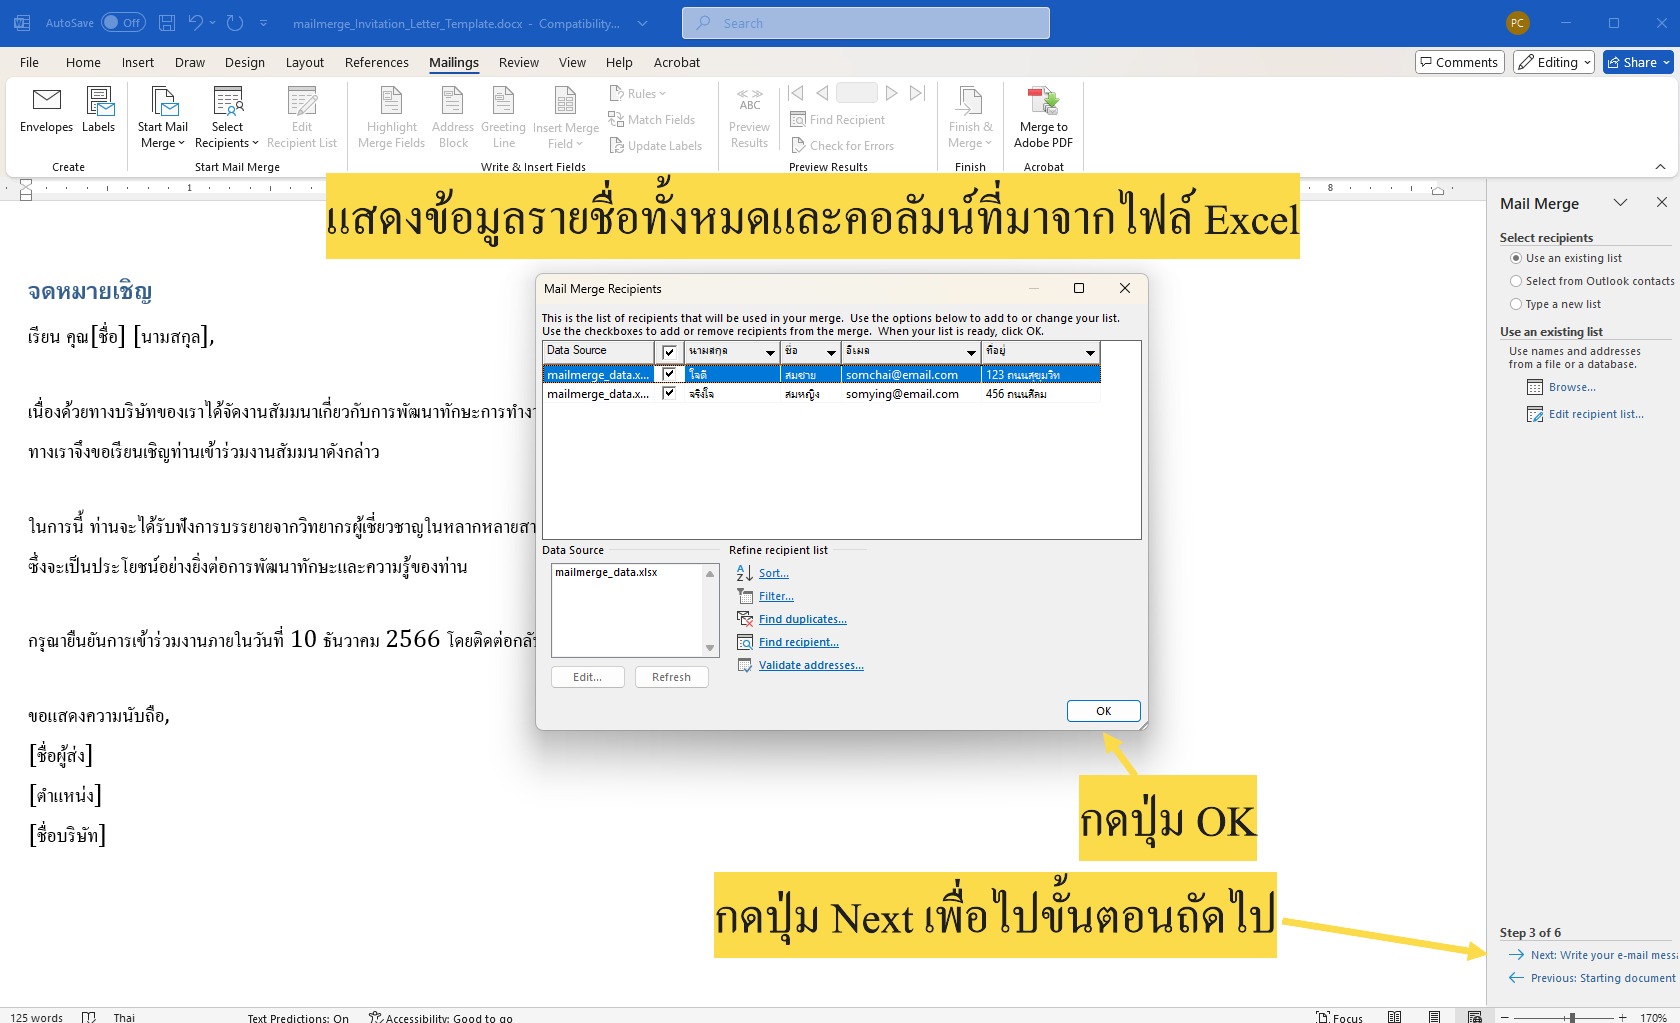 AutoSave Off mailmerge_Invitation_Letter_Template.docx - Compatibility... Search PC
File Home Insert Draw Design Layout References Mailings Review View Help Acrobat Comments Editing Share
Envelopes Labels Start Mail Merge Select Recipients Edit Recipient List Highlight Merge Fields Address Block Greeting Line Insert Merge Field Rules Match Fields Update Labels ABC Preview Results Find Recipient Check for Errors Finish & Merge Merge to Adobe PDF
Create Start Mail Merge Write & Insert Fields Preview Results Finish Acrobat
1 8
แสดงข้อมูลรายชื่อทั้งหมดและคอลัมน์ที่มาจากไฟล์ Excel
จดหมายเชิญ
เรียน คุณ[ชื่อ] [นามสกุล],
เนื่องด้วยทางบริษัทของเราได้จัดงานสัมมนาเกี่ยวกับการพัฒนาทักษะการทำงา
ทางเราจึงขอเรียนเชิญท่านเข้าร่วมงานสัมมนาดังกล่าว
ในการนี้ ท่านจะได้รับฟังการบรรยายจากวิทยากรผู้เชี่ยวชาญในหลากหลายสา
ซึ่งจะเป็นประโยชน์อย่างยิ่งต่อการพัฒนาทักษะและความรู้ของท่าน
กรุณายืนยันการเข้าร่วมงานภายในวันที่ 10 ธันวาคม 2566 โดยติดต่อกลับ
ขอแสดงความนับถือ,
[ชื่อผู้ส่ง]
[ตำแหน่ง]
[ชื่อบริษัท]
Mail Merge Recipients
This is the list of recipients that will be used in your merge. Use the options below to add to or change your list.
Use the checkboxes to add or remove recipients from the merge. When your list is ready, click OK.
Data Source นามสกุล ชื่อ อีเมล ที่อยู่
mailmerge_data.x... ใจดี สมชาย somchai@email.com 123 ถนนสุขุมวิท
mailmerge_data.x... จริงใจ สมหญิง somying@email.com 456 ถนนสีลม
Data Source Refine recipient list
mailmerge_data.xlsx
Sort...
Filter...
Find duplicates...
Find recipient...
Validate addresses...
Edit... Refresh
OK
กดปุ่ม OK
กดปุ่ม Next เพื่อไปขั้นตอนถัดไป
Mail Merge
Select recipients
Use an existing list
Select from Outlook contacts
Type a new list
Use an existing list
Use names and addresses
from a file or a database.
Browse...
Edit recipient list...
Step 3 of 6
Next: Write your e-mail messa
Previous: Starting document
125 words Thai Text Predictions: On Accessibility: Good to go Focus 170%